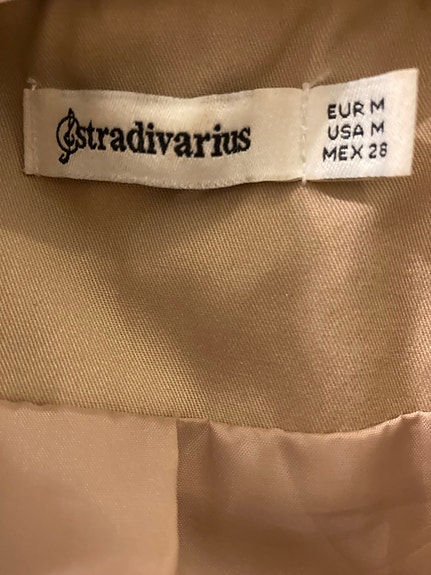 stradivarius
EUR M
USA M
MEX 28